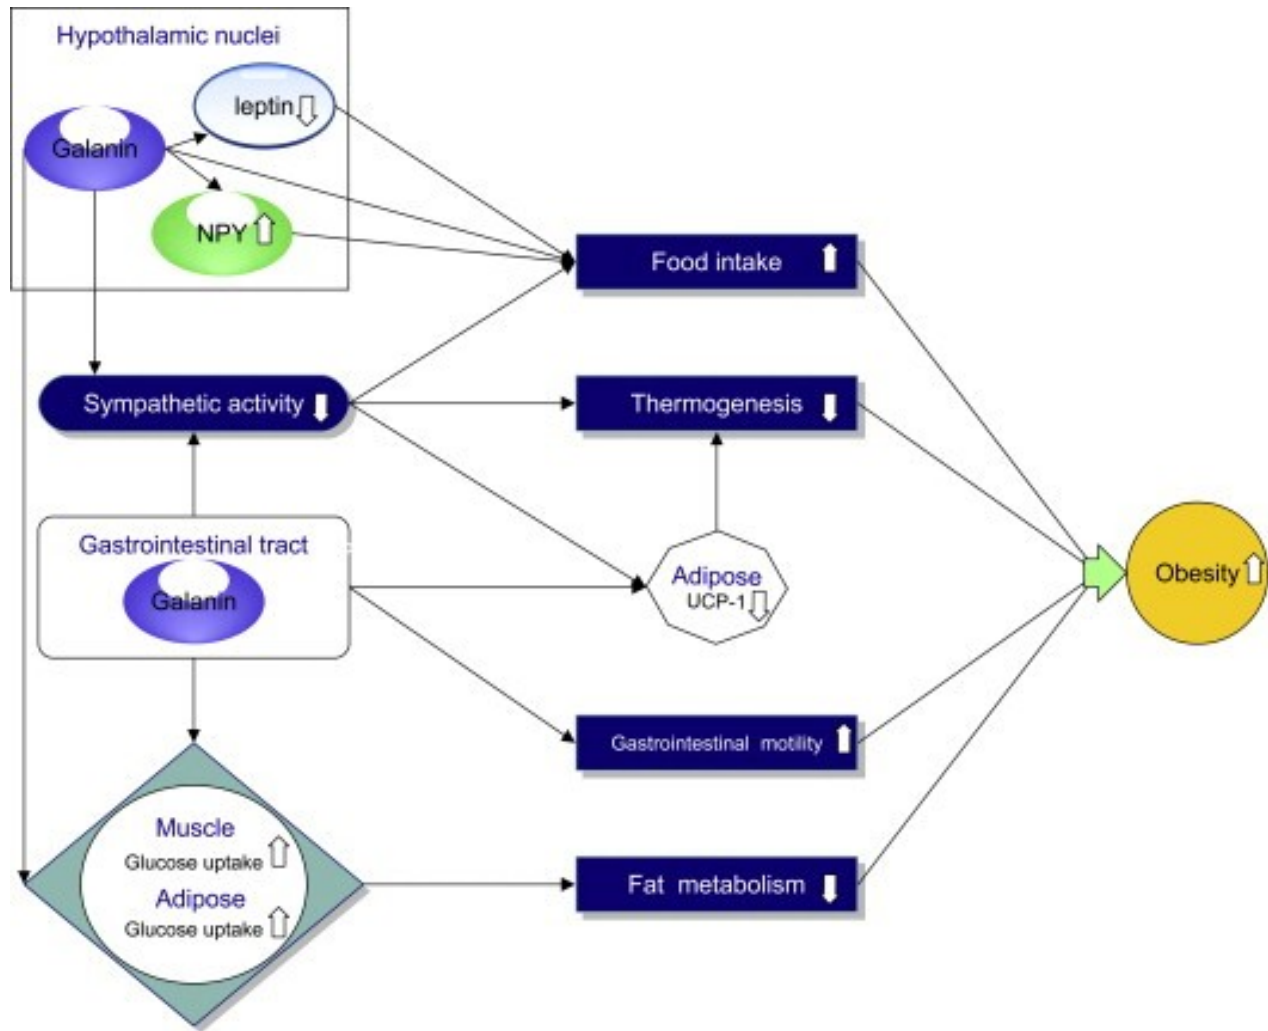 Hypothalamic nuclei
leptin
Galanin
NPY
Food intake
Sympathetic activity
Thermogenesis
Gastrointestinal tract
Galanin
Adipose
UCP-1
Obesity
Gastrointestinal motility
Muscle
Glucose uptake
Adipose
Glucose uptake
Fat metabolism